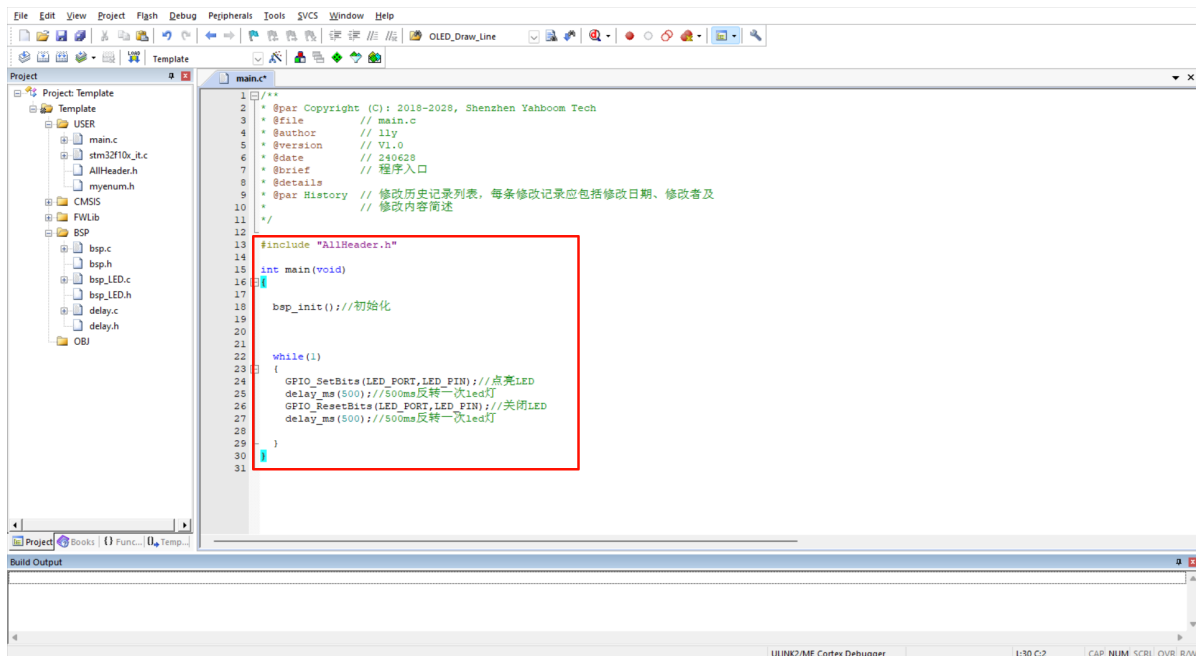 File Edit View Project Flash Debug Peripherals Tools SVCS Window Help
OLED_Draw_Line
LOAD Template
Project
main.c*
Project: Template
Template
USER
main.c
stm32f10x_it.c
AllHeader.h
myenum.h
CMSIS
FWLib
BSP
bsp.c
bsp.h
bsp_LED.c
bsp_LED.h
delay.c
delay.h
OBJ
1 /**
2 * @par Copyright (C): 2018-2028, Shenzhen Yahboom Tech
3 * @file // main.c
4 * @author // lly
5 * @version // V1.0
6 * @date // 240628
7 * @brief // 程序入口
8 * @details
9 * @par History // 修改历史记录列表，每条修改记录应包括修改日期、修改者及
10 * // 修改内容简述
11 */
12
13 #include "AllHeader.h"
14
15 int main(void)
16 {
17
18 bsp_init();//初始化
19
20
21
22 while(1)
23 {
24 GPIO_SetBits(LED_PORT,LED_PIN);//点亮LED
25 delay_ms(500);//500ms反转一次led灯
26 GPIO_ResetBits(LED_PORT,LED_PIN);//关闭LED
27 delay_ms(500);//500ms反转一次led灯
28
29 }
30 }
31
Project Books {} Func... Temp...
Build Output
ULINK2/ME Cortex Debugger L:30 C:2 CAP NUM SCRL OVR R/W